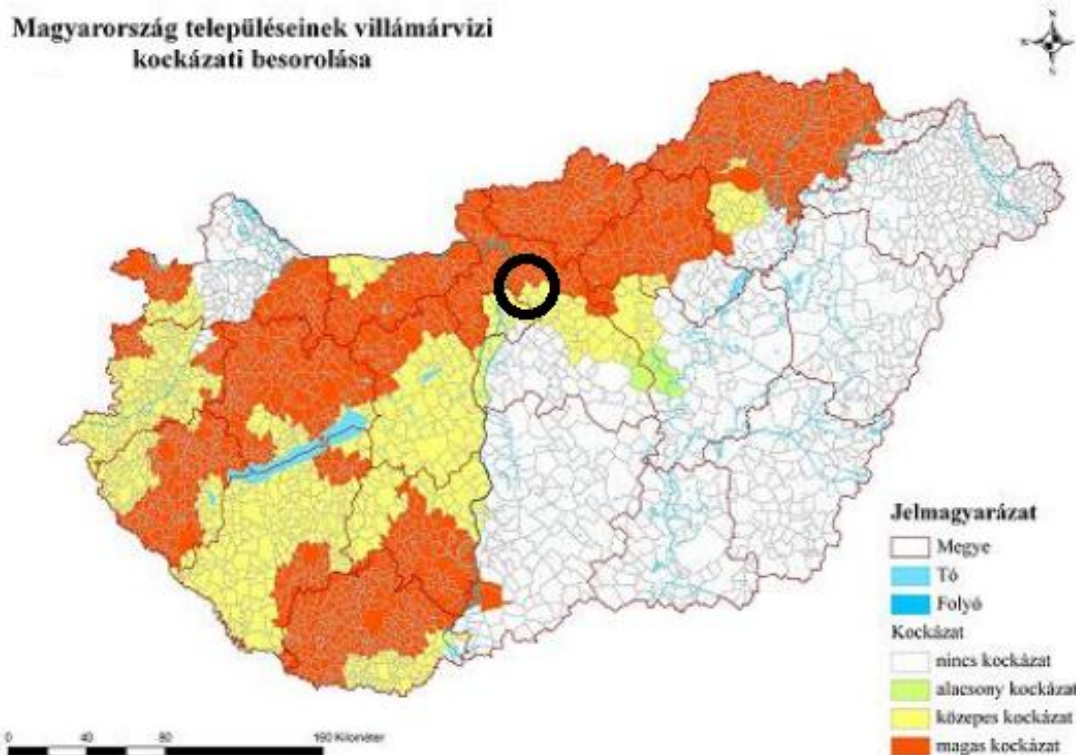 Magyarország településeinek villámárvizi
kockázati besorolása
N
S
Jelmagyarázat
Megye
Tó
Folyó
Kockázat
nincs kockázat
alacsony kockázat
közepes kockázat
magas kockázat
0 40 80 160 Kilométer